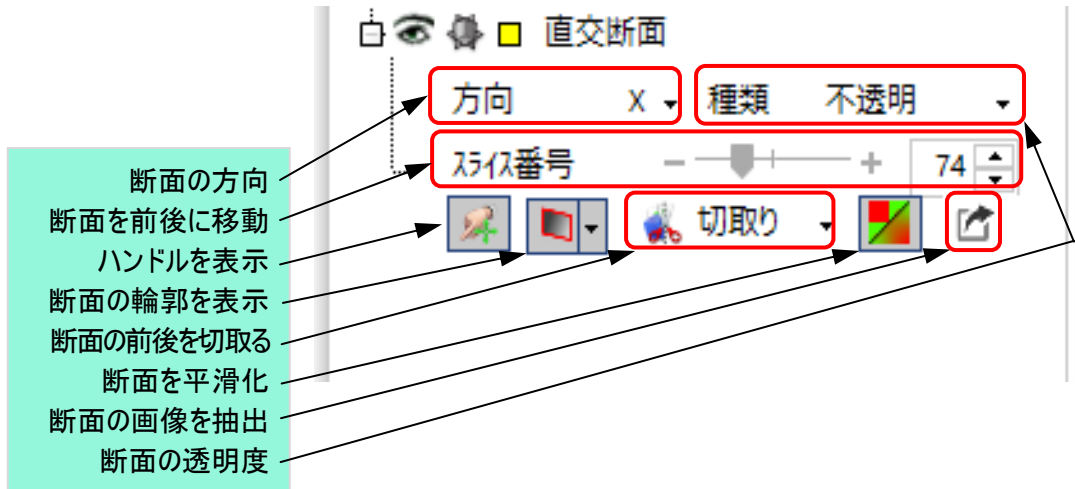 直交断面
方向 X 種類 不透明
ｽﾗｲｽ番号 74
切取り
断面の方向
断面を前後に移動
ハンドルを表示
断面の輪郭を表示
断面の前後を切取る
断面を平滑化
断面の画像を抽出
断面の透明度